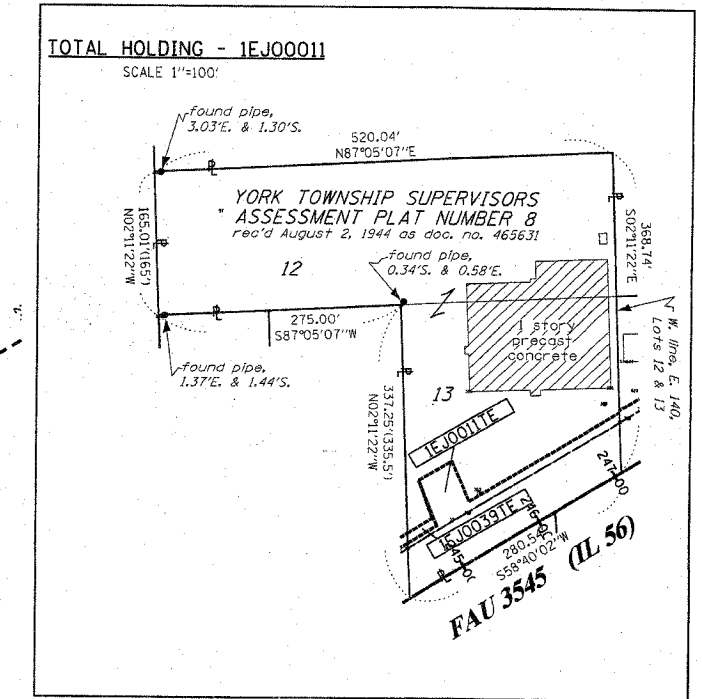 TOTAL HOLDING - 1EJ00011
SCALE 1"=100'
found pipe,
3.03'E. & 1.30'S.
520.04'
N87°05'07"E
YORK TOWNSHIP SUPERVISORS
" ASSESSMENT PLAT NUMBER 8
rec'd August 2, 1944 as doc. no. 465631
165.01'(165')
N02°11'22"W
368.74'
S02°11'22"E
found pipe,
0.34'S. & 0.58'E.
12
275.00'
S87°05'07"W
1 story
precast
concrete
W. line, E. 140,
Lots 12 & 13
found pipe,
1.37'E. & 1.44'S.
13
337.25'(335.5')
N02°11'22"W
1EJ0011TE
247+00
1EJ0039TE
280.54'
S58°40'02"W
FAU 3545 (IL 56)